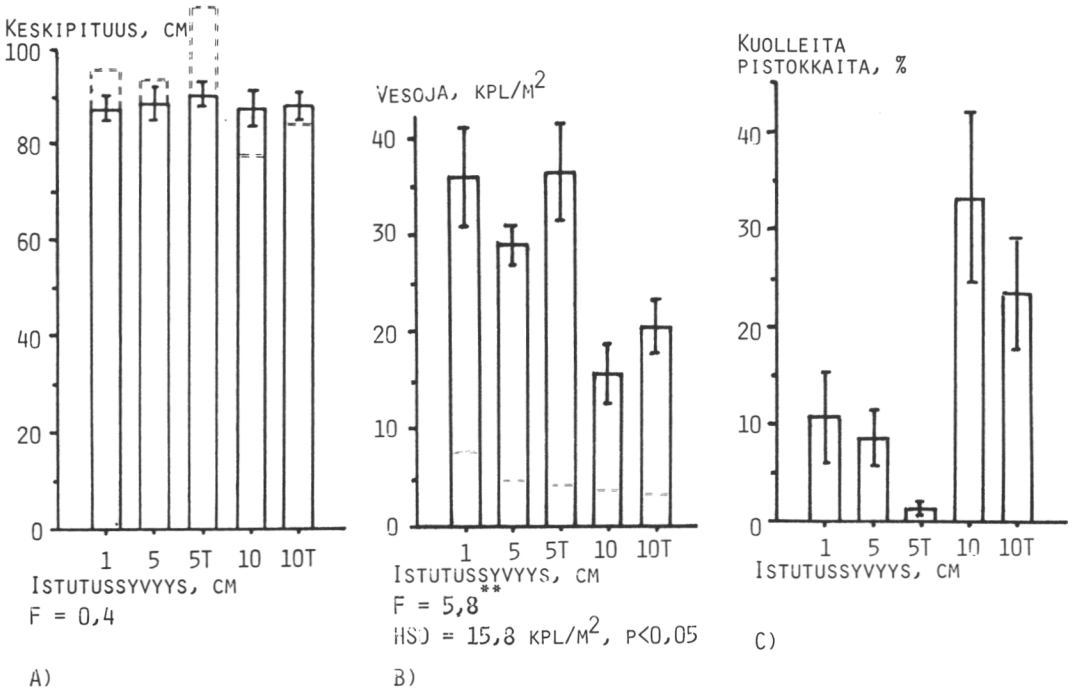 KESKIPITUUS, CM
100
80
60
40
20
0
1 5 5T 10 10T
ISTUTUSSYVYYS, CM
F = 0,4
A)
VESOJA, KPL/M²
40
30
20
10
0
1 5 5T 10 10T
ISTUTUSSYVYYS, CM
F = 5,8**
HSD = 15,8 KPL/M², P<0,05
B)
KUOLLEITA
PISTOKKAITA, %
40
30
20
10
0
1 5 5T 10 10T
ISTUTUSSYVYYS, CM
C)